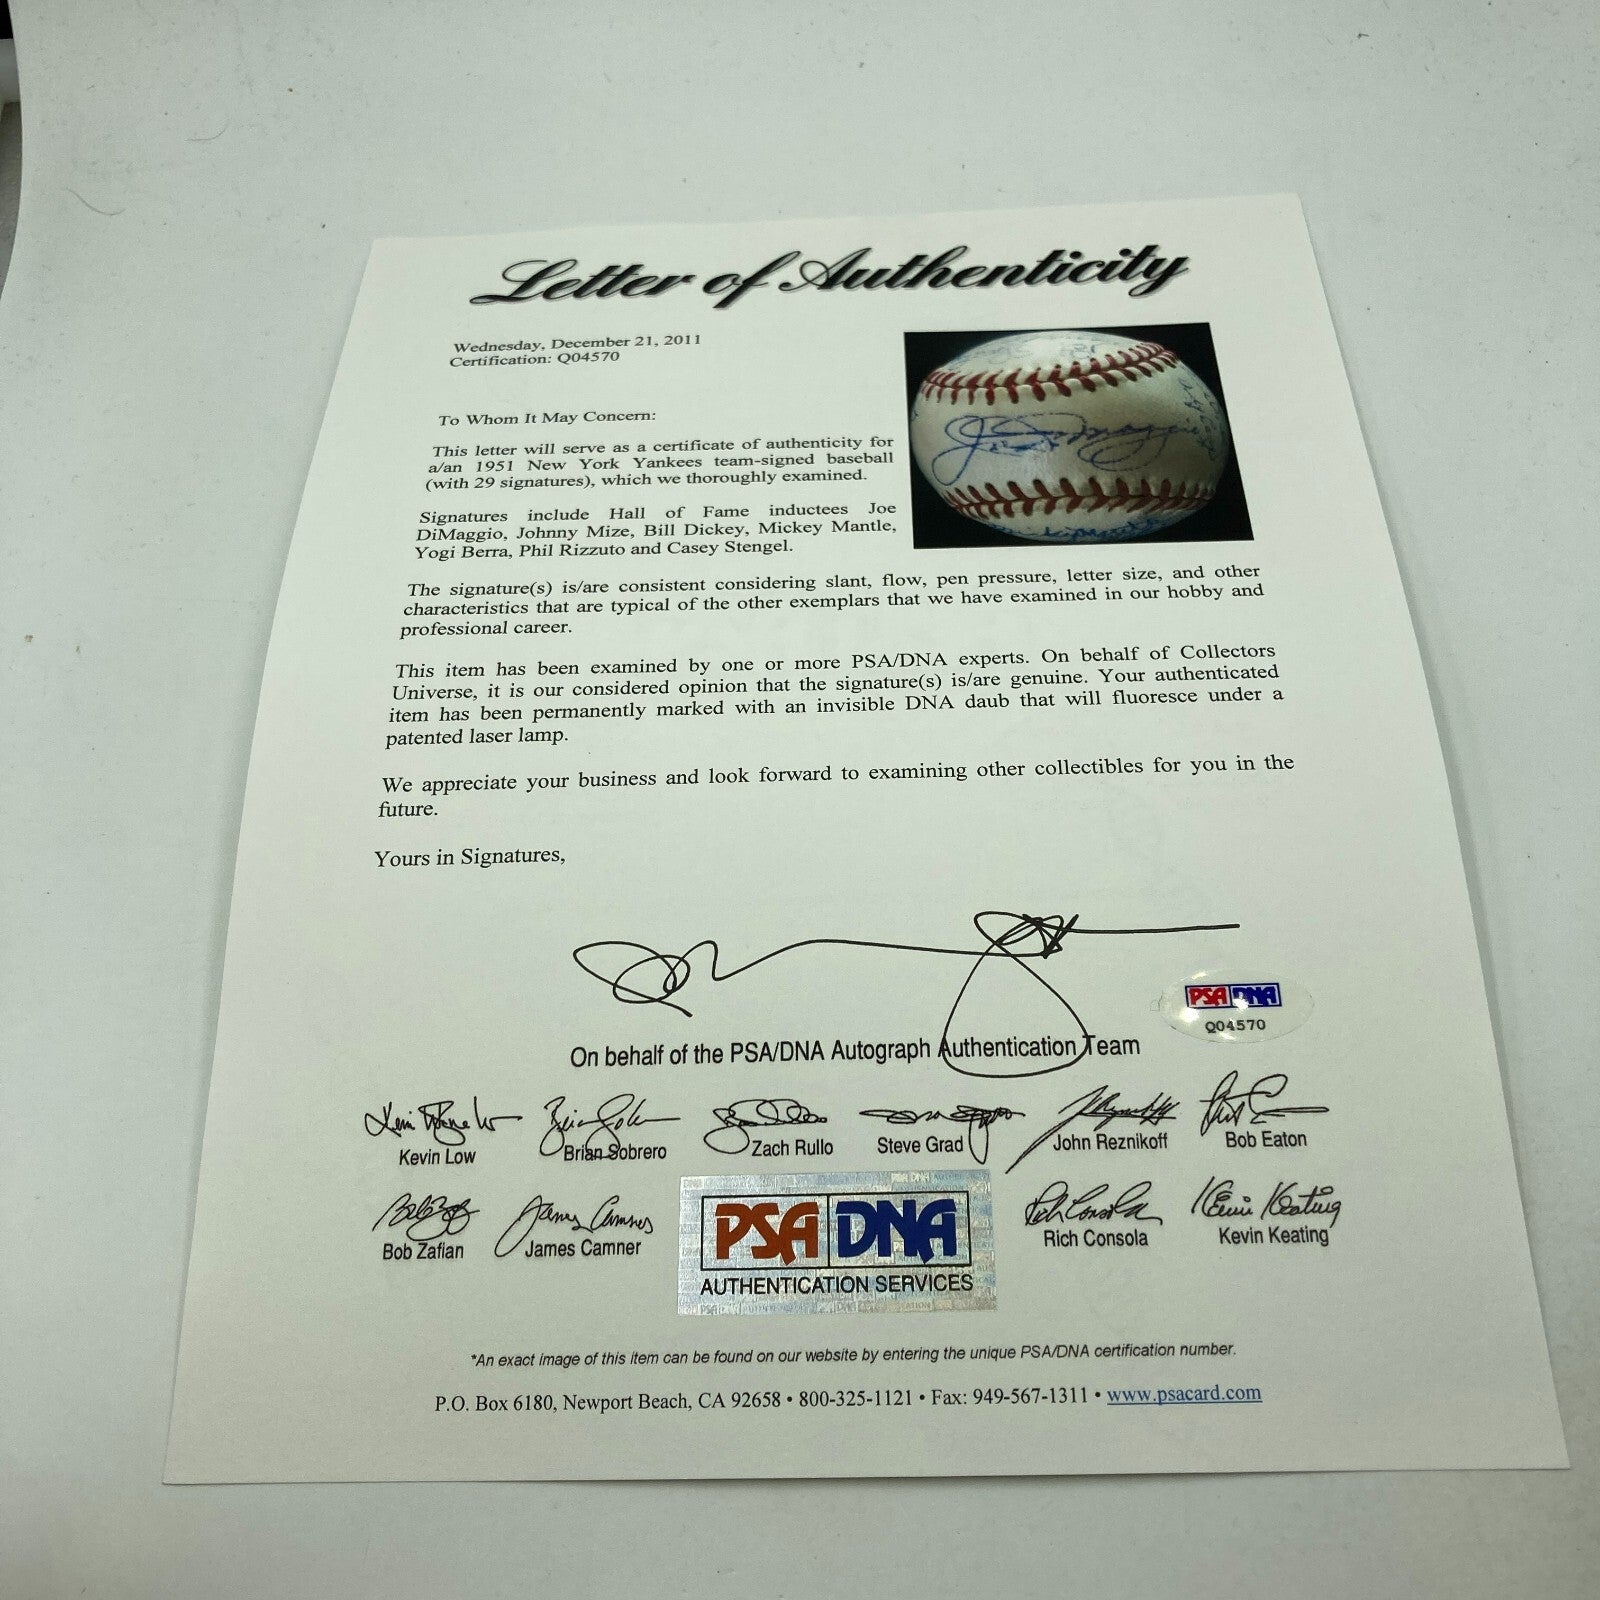 Letter of Authenticity
Wednesday, December 21, 2011
Certification: Q04570
To Whom It May Concern:
This letter will serve as a certificate of authenticity for
a/an 1951 New York Yankees team-signed baseball
(with 29 signatures), which we thoroughly examined.
Signatures include Hall of Fame inductees Joe
DiMaggio, Johnny Mize, Bill Dickey, Mickey Mantle,
Yogi Berra, Phil Rizzuto and Casey Stengel.
The signature(s) is/are consistent considering slant, flow, pen pressure, letter size, and other
characteristics that are typical of the other exemplars that we have examined in our hobby and
professional career.
This item has been examined by one or more PSA/DNA experts. On behalf of Collectors
Universe, it is our considered opinion that the signature(s) is/are genuine. Your authenticated
item has been permanently marked with an invisible DNA daub that will fluoresce under a
patented laser lamp.
We appreciate your business and look forward to examining other collectibles for you in the
future.
Yours in Signatures,
PSA DNA
Q04570
On behalf of the PSA/DNA Autograph Authentication Team
Kevin Low Brian Sobrero Zach Rullo Steve Grad John Reznikoff Bob Eaton
James Camner Rich Consola Kevin Keating
Bob Zafian James Camner Rich Consola Kevin Keating
PSA DNA
AUTHENTICATION SERVICES
*An exact image of this item can be found on our website by entering the unique PSA/DNA certification number.
P.O. Box 6180, Newport Beach, CA 92658 • 800-325-1121 • Fax: 949-567-1311 • www.psacard.com